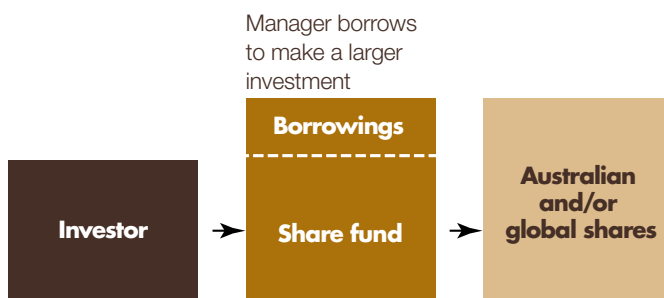 Manager borrows
to make a larger
investment
Borrowings
Investor
Share fund
Australian
and/or
global shares